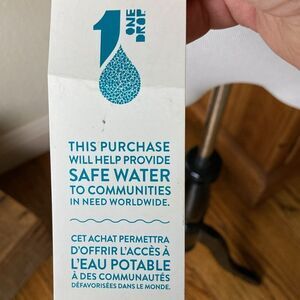 1
ONE
DROP.
THIS PURCHASE
WILL HELP PROVIDE
SAFE WATER
TO COMMUNITIES
IN NEED WORLDWIDE.
CET ACHAT PERMETTRA
D'OFFRIR L'ACCÈS À
L'EAU POTABLE
À DES COMMUNAUTÉS
DÉFAVORISÉES DANS LE MONDE.